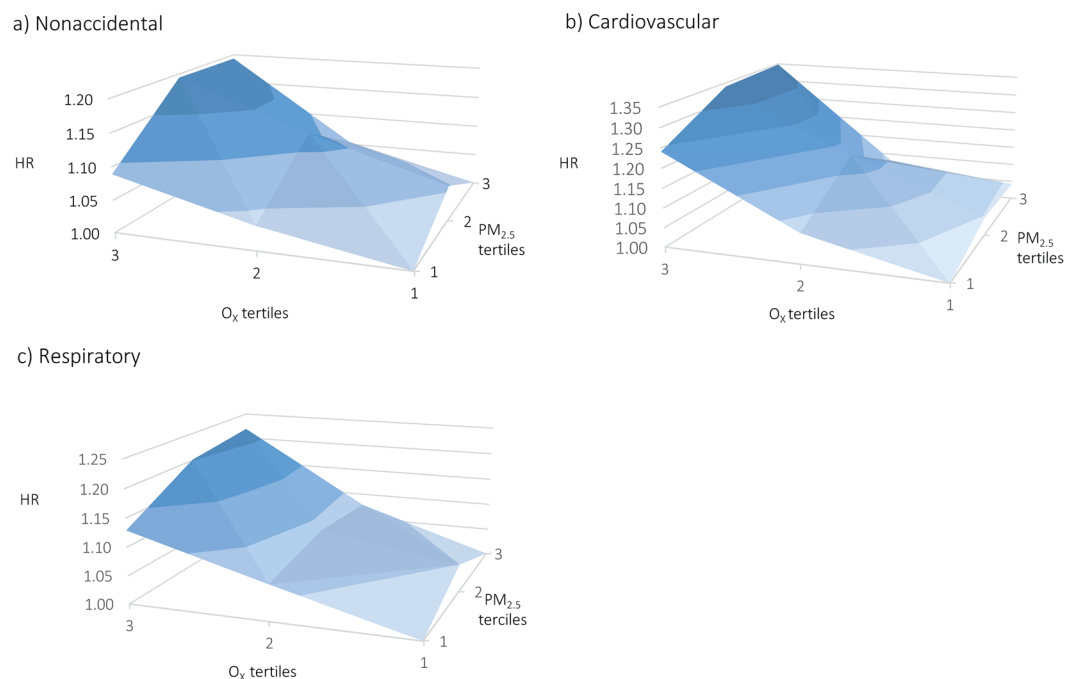 a) Nonaccidental
1.20
1.15
HR
1.10
1.05
1.00
3
2
1
Oₓ tertiles
3
2
1
PM₂.₅
tertiles
b) Cardiovascular
1.35
1.30
HR
1.25
1.20
1.15
1.10
1.05
1.00
3
2
1
Oₓ tertiles
3
2
1
PM₂.₅
tertiles
c) Respiratory
1.25
HR
1.20
1.15
1.10
1.05
1.00
3
2
1
Oₓ tertiles
3
2
1
PM₂.₅
terciles